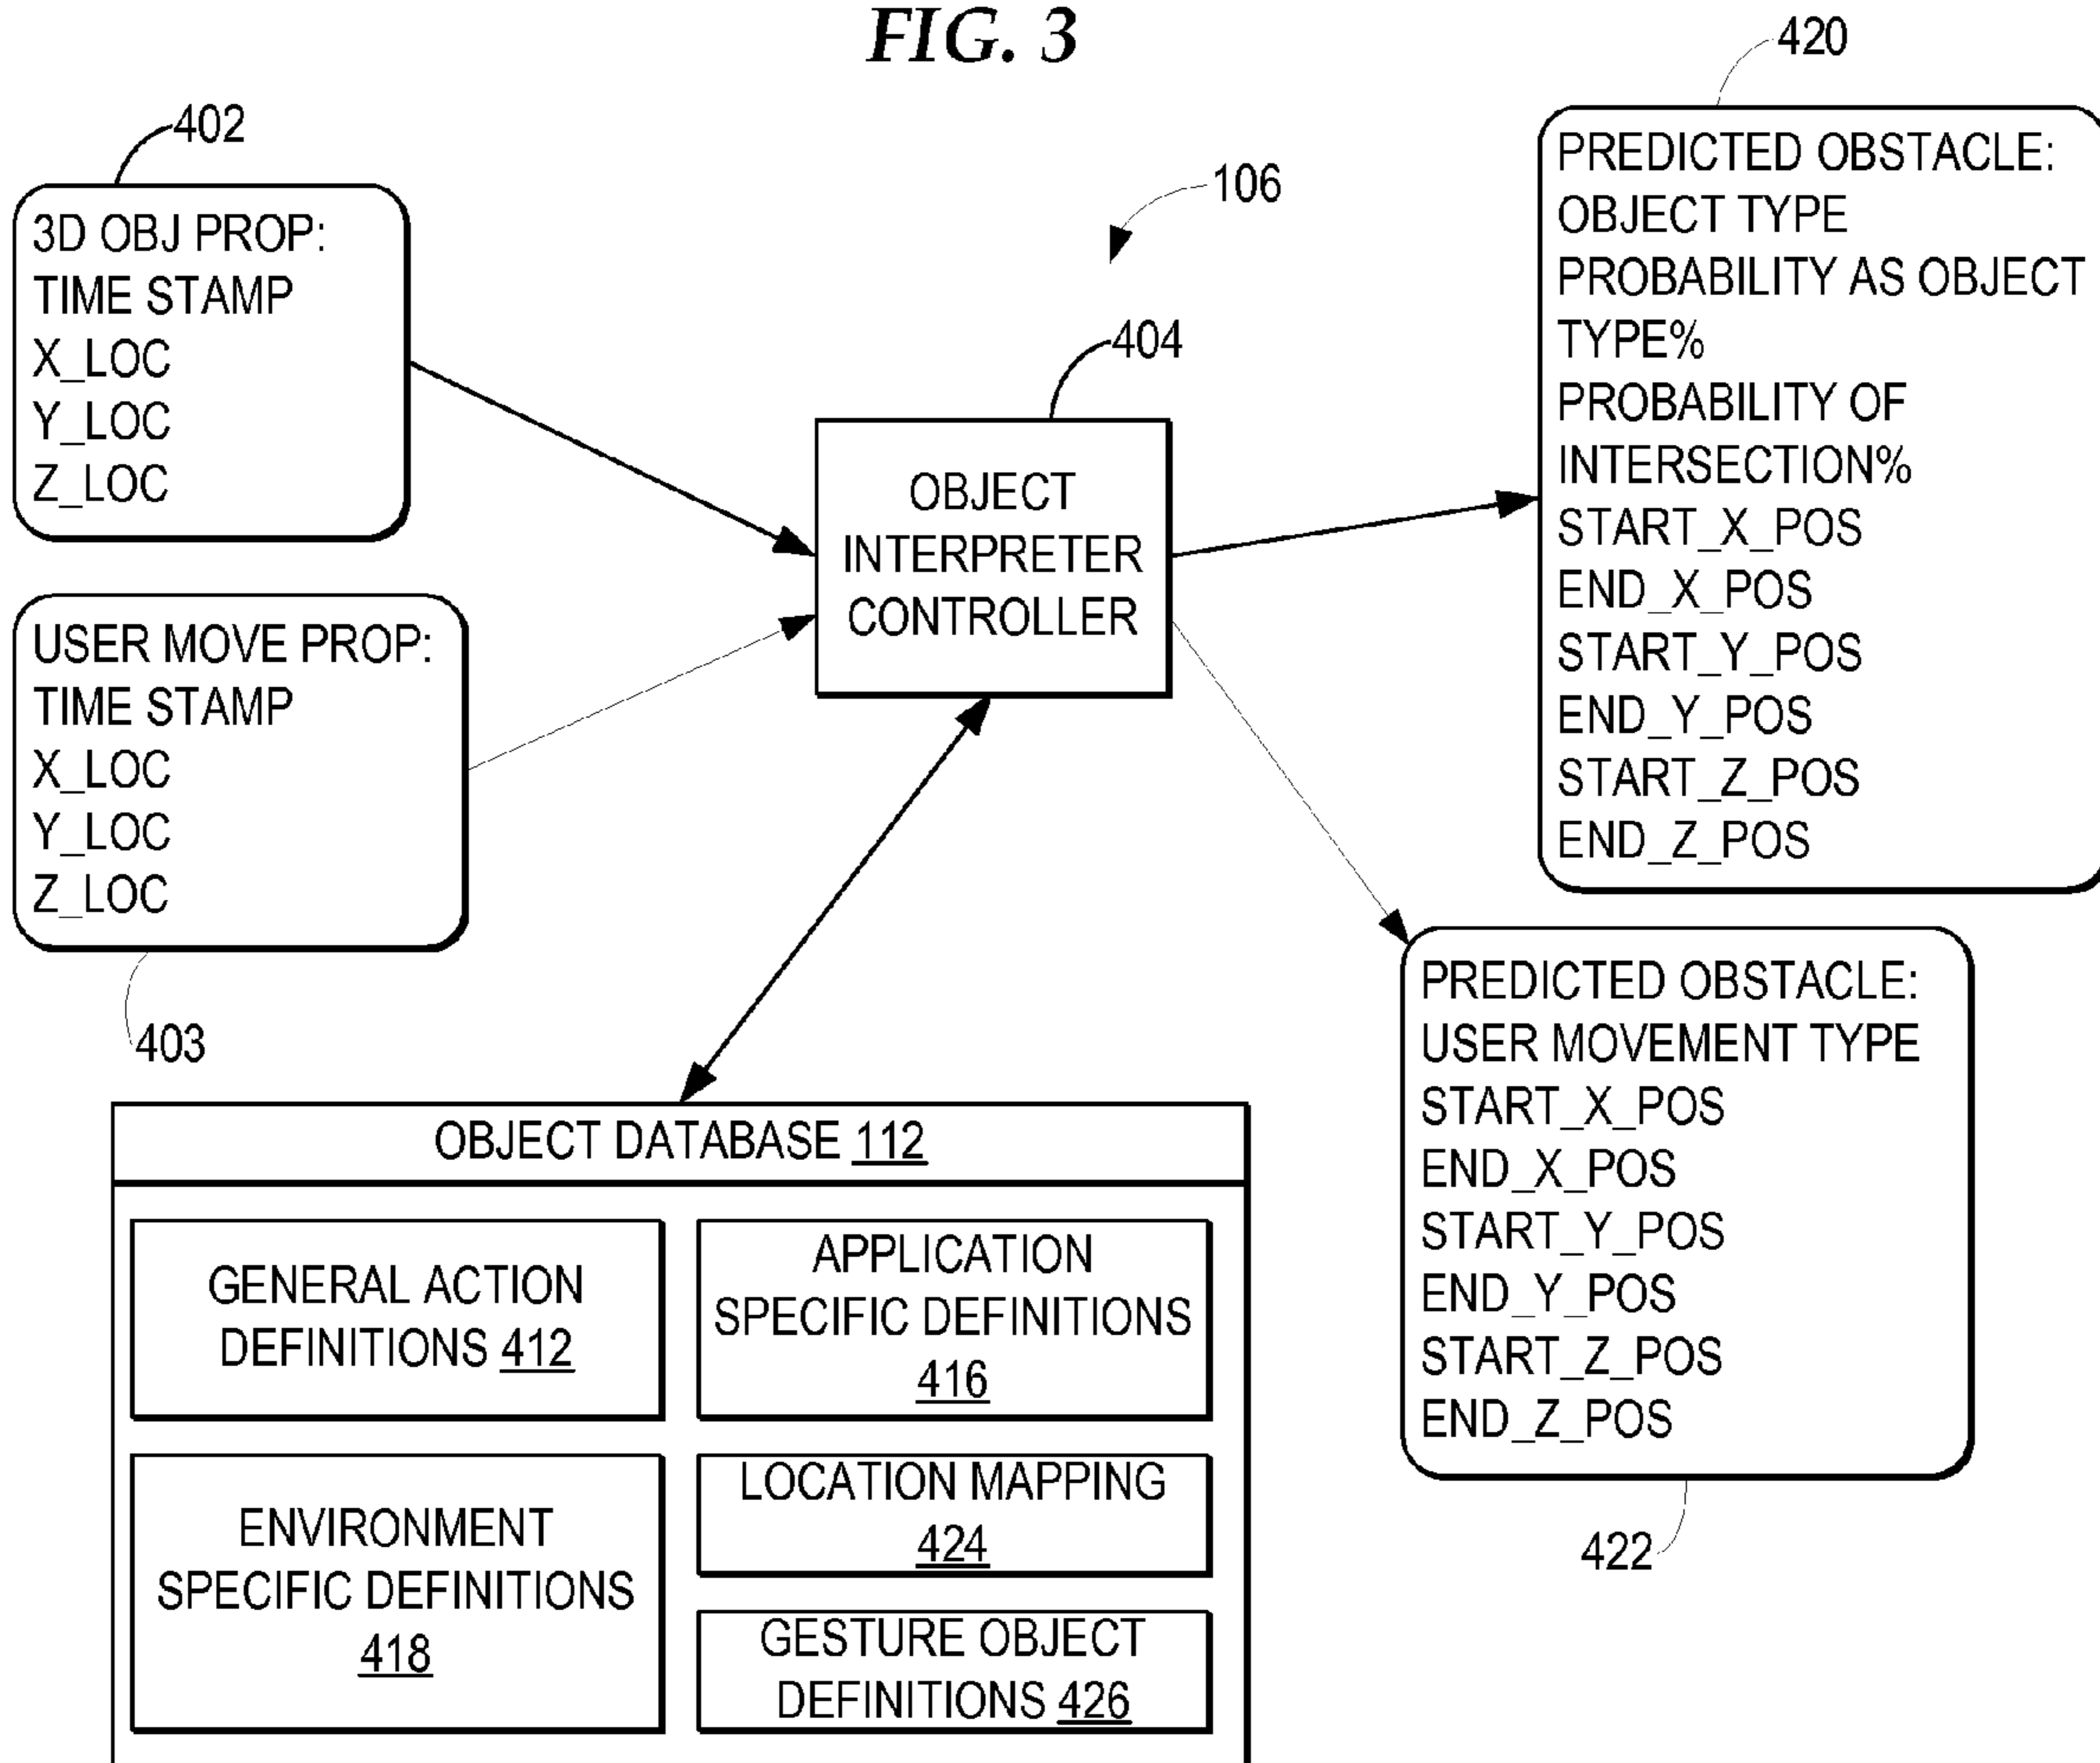 FIG. 3
402
3D OBJ PROP:
TIME STAMP
X_LOC
Y_LOC
Z_LOC
USER MOVE PROP:
TIME STAMP
X_LOC
Y_LOC
Z_LOC
403
106
404
OBJECT
INTERPRETER
CONTROLLER
420
PREDICTED OBSTACLE:
OBJECT TYPE
PROBABILITY AS OBJECT
TYPE%
PROBABILITY OF
INTERSECTION%
START_X_POS
END_X_POS
START_Y_POS
END_Y_POS
START_Z_POS
END_Z_POS
PREDICTED OBSTACLE:
USER MOVEMENT TYPE
START_X_POS
END_X_POS
START_Y_POS
END_Y_POS
START_Z_POS
END_Z_POS
422
OBJECT DATABASE 112
GENERAL ACTION
DEFINITIONS 412
APPLICATION
SPECIFIC DEFINITIONS
416
ENVIRONMENT
SPECIFIC DEFINITIONS
418
LOCATION MAPPING
424
GESTURE OBJECT
DEFINITIONS 426